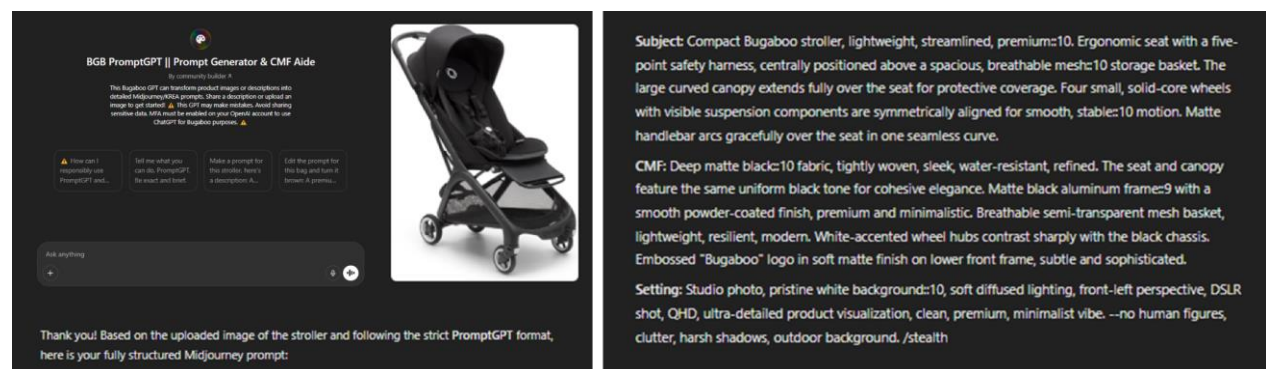 BGB PromptGPT || Prompt Generator & CMF Aide
By community builder
This Bugaboo GPT can transform product images or descriptions into
detailed Midjourney/KREA prompts. Share a description or upload an
image to get started! ⚠ This GPT may make mistakes. Avoid sharing
sensitive data. MFA must be enabled on your OpenAI account to use
ChatGPT for Bugaboo purposes. ⚠
⚠ How can I
responsibly use
PromptGPT and...
Tell me what you
can do, PromptGPT.
Be exact and brief.
Make a prompt for
this stroller, here's
a description: A...
Edit the prompt for
this bag and turn it
brown: A premiu...
Ask anything
Thank you! Based on the uploaded image of the stroller and following the strict PromptGPT format,
here is your fully structured Midjourney prompt:
Subject: Compact Bugaboo stroller, lightweight, streamlined, premium::10. Ergonomic seat with a five-
point safety harness, centrally positioned above a spacious, breathable mesh::10 storage basket. The
large curved canopy extends fully over the seat for protective coverage. Four small, solid-core wheels
with visible suspension components are symmetrically aligned for smooth, stable::10 motion. Matte
handlebar arcs gracefully over the seat in one seamless curve.
CMF: Deep matte black::10 fabric, tightly woven, sleek, water-resistant, refined. The seat and canopy
feature the same uniform black tone for cohesive elegance. Matte black aluminum frame::9 with a
smooth powder-coated finish, premium and minimalistic. Breathable semi-transparent mesh basket,
lightweight, resilient, modern. White-accented wheel hubs contrast sharply with the black chassis.
Embossed "Bugaboo" logo in soft matte finish on lower front frame, subtle and sophisticated.
Setting: Studio photo, pristine white background::10, soft diffused lighting, front-left perspective, DSLR
shot, QHD, ultra-detailed product visualization, clean, premium, minimalist vibe. --no human figures,
clutter, harsh shadows, outdoor background. /stealth